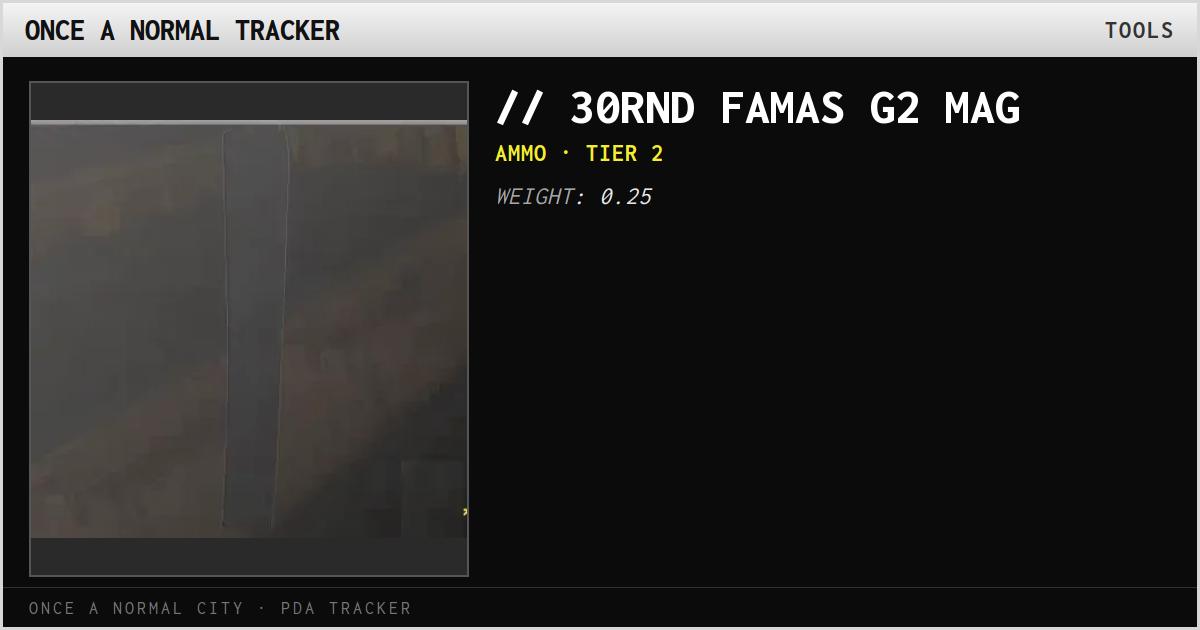 ONCE A NORMAL TRACKER
TOOLS
// 30RND FAMAS G2 MAG
AMMO · TIER 2
WEIGHT: 0.25
ONCE A NORMAL CITY · PDA TRACKER